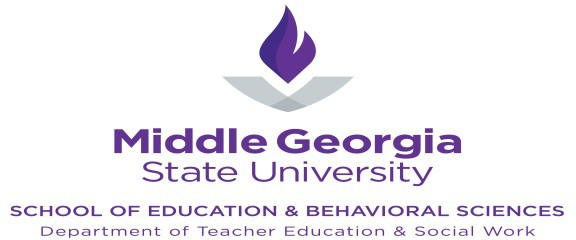 Middle Georgia
State University
SCHOOL OF EDUCATION & BEHAVIORAL SCIENCES
Department of Teacher Education & Social Work